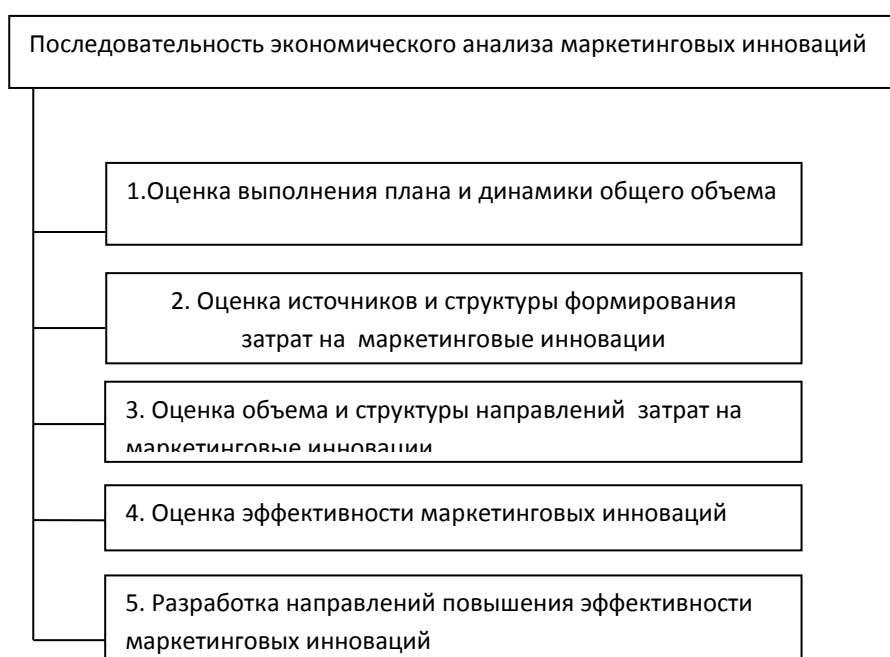 Последовательность экономического анализа маркетинговых инноваций
1.Оценка выполнения плана и динамики общего объема
2. Оценка источников и структуры формирования
затрат на маркетинговые инновации
3. Оценка объема и структуры направлений затрат на
маркетинговые инновации
4. Оценка эффективности маркетинговых инноваций
5. Разработка направлений повышения эффективности
маркетинговых инноваций